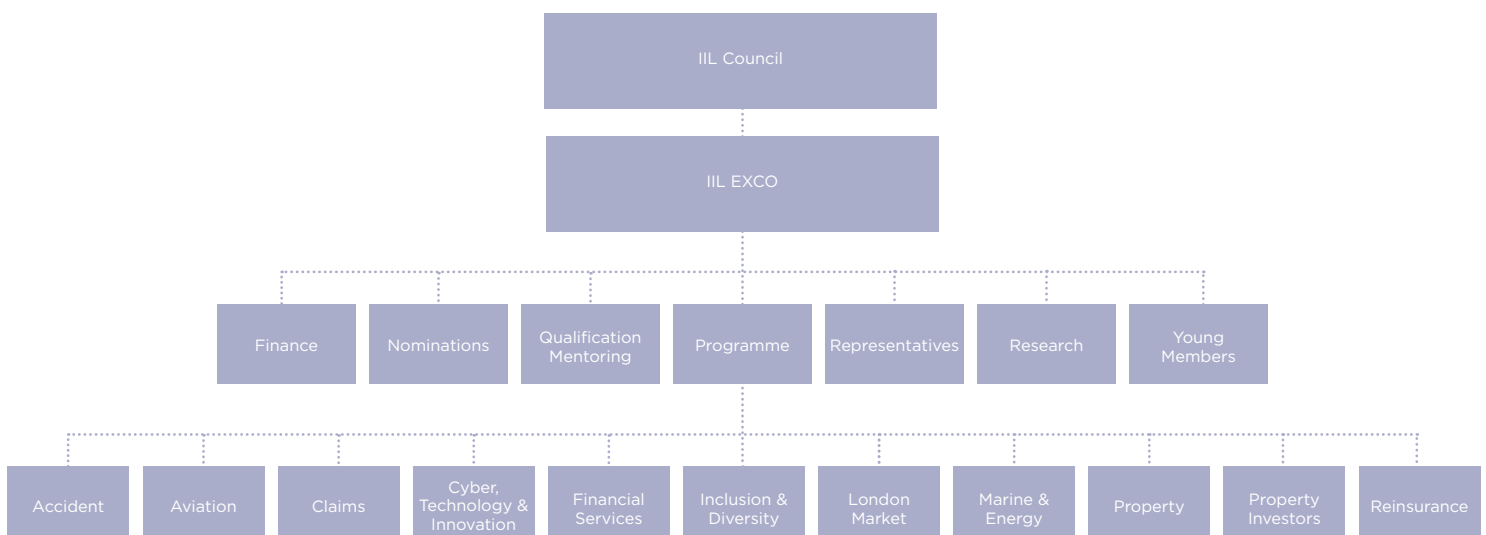 IIL Council
IIL EXCO
Finance
Nominations
Qualification
Mentoring
Programme
Representatives
Research
Young
Members
Accident
Aviation
Claims
Cyber,
Technology &
Innovation
Financial
Services
Inclusion &
Diversity
London
Market
Marine &
Energy
Property
Property
Investors
Reinsurance